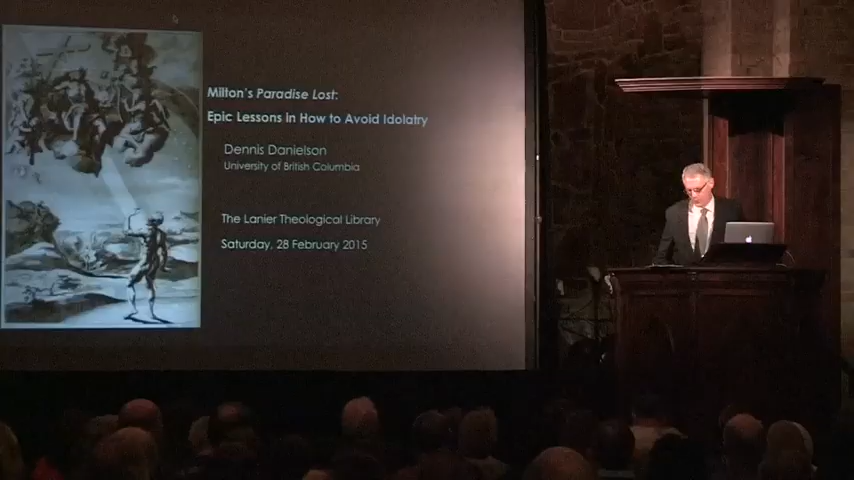 Milton's Paradise Lost:
Epic Lessons in How to Avoid Idolatry
Dennis Danielson
University of British Columbia
The Lanier Theological Library
Saturday, 28 February 2015